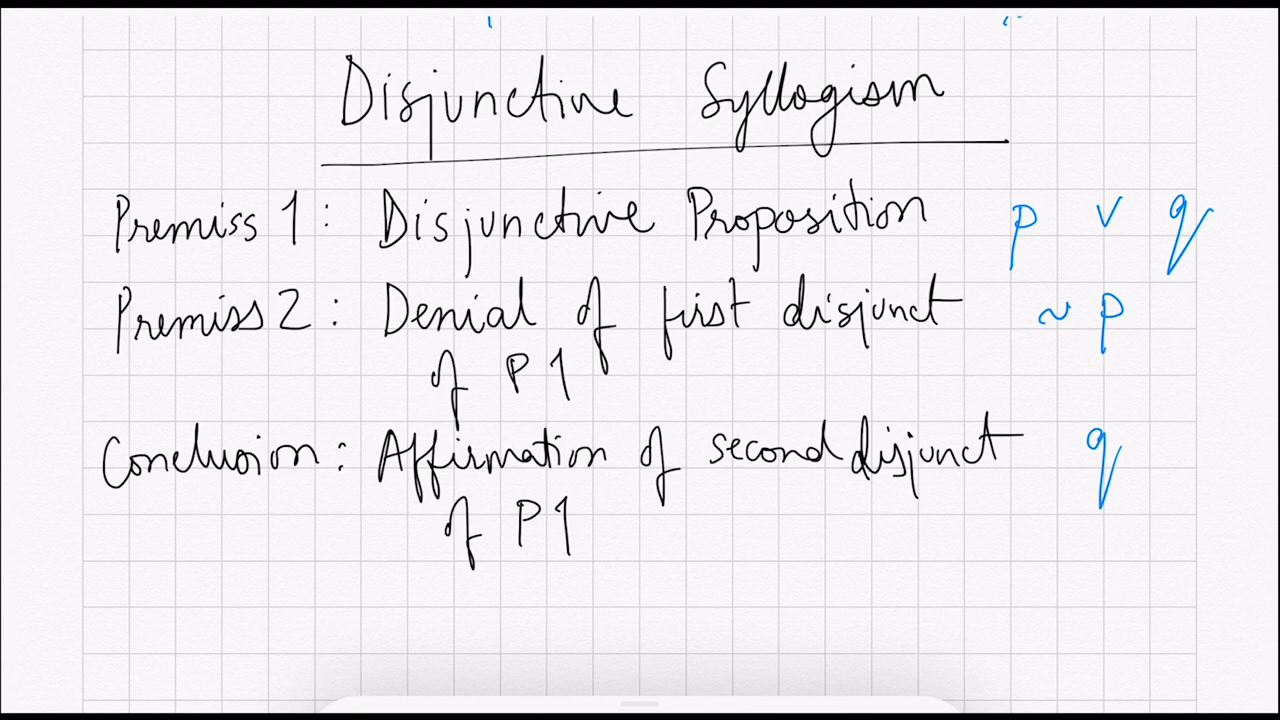 Disjunctive Syllogism
Premiss 1: Disjunctive Proposition p v q
Premiss 2: Denial of first disjunct ~ p
of P1
Conclusion: Affirmation of second disjunct q
of P1